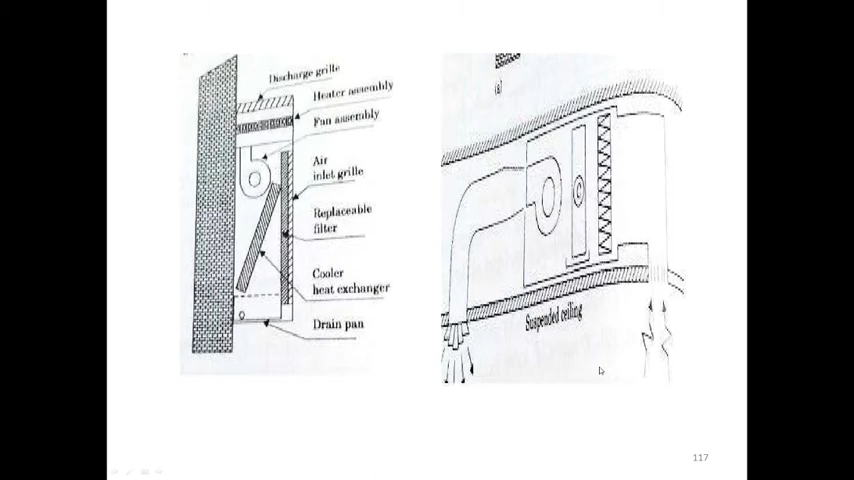 Discharge grille
Heater assembly
Fan assembly
Air
inlet grille
Replaceable
filter
Cooler
heat exchanger
Drain pan
(a)
Suspended ceiling
117